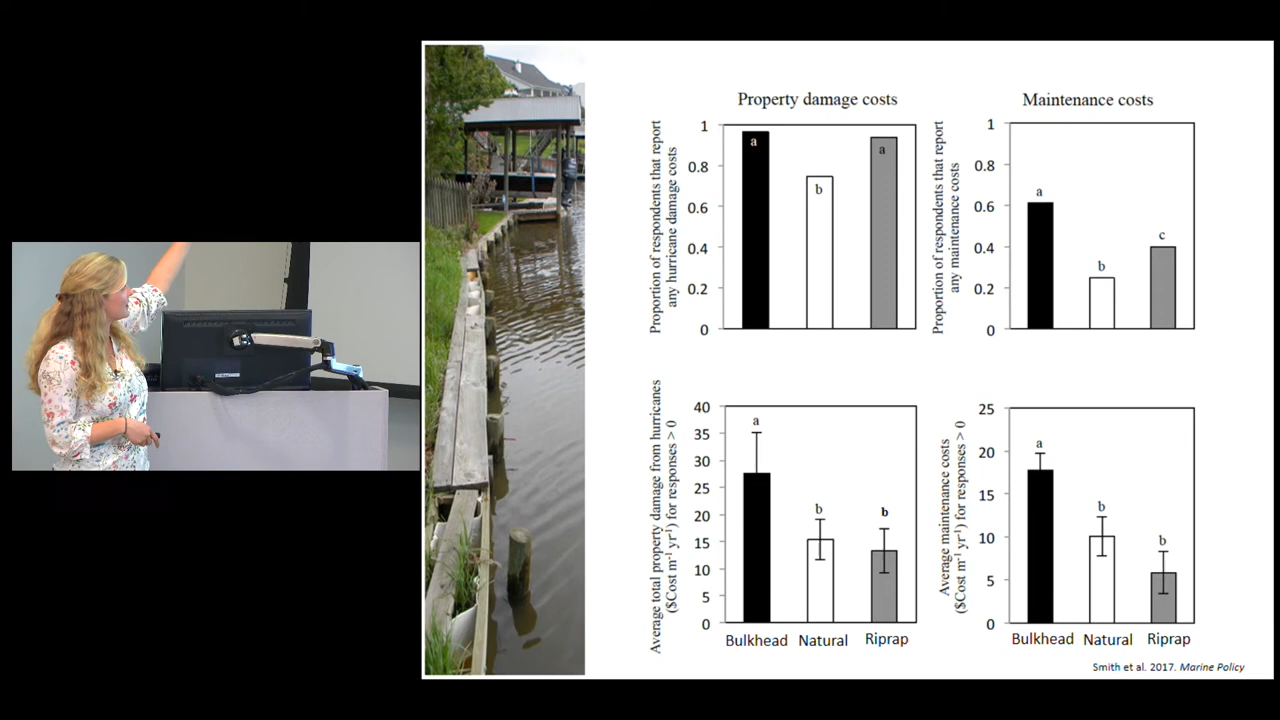 Property damage costs
Proportion of respondents that report
any hurricane damage costs
1
0.8
0.6
0.4
0.2
0
a
b
a
Maintenance costs
Proportion of respondents that report
any maintenance costs
1
0.8
0.6
0.4
0.2
0
a
b
c
Average total property damage from hurricanes
($Cost m⁻¹ yr⁻¹) for responses > 0
40
35
30
25
20
15
10
5
0
a
b
b
Bulkhead Natural Riprap
Average maintenance costs
($Cost m⁻¹ yr⁻¹) for responses > 0
25
20
15
10
5
0
a
b
b
Bulkhead Natural Riprap
Smith et al. 2017. Marine Policy